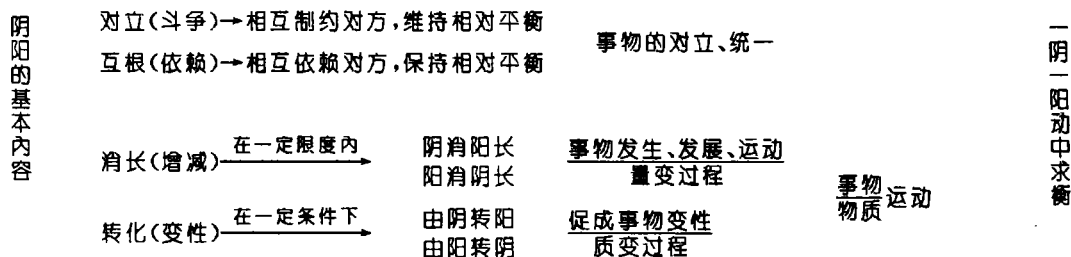 阴阳的基本内容
对立(斗争)→相互制约对方,维持相对平衡
互根(依赖)→相互依赖对方,保持相对平衡
事物的对立、统一
消长(增减)
在一定限度内
阴消阳长
阳消阴长
事物发生、发展、运动
量变过程
转化(变性)
在一定条件下
由阴转阳
由阳转阴
促成事物变性
质变过程
事物
物质
运动
一阴一阳动中求衡